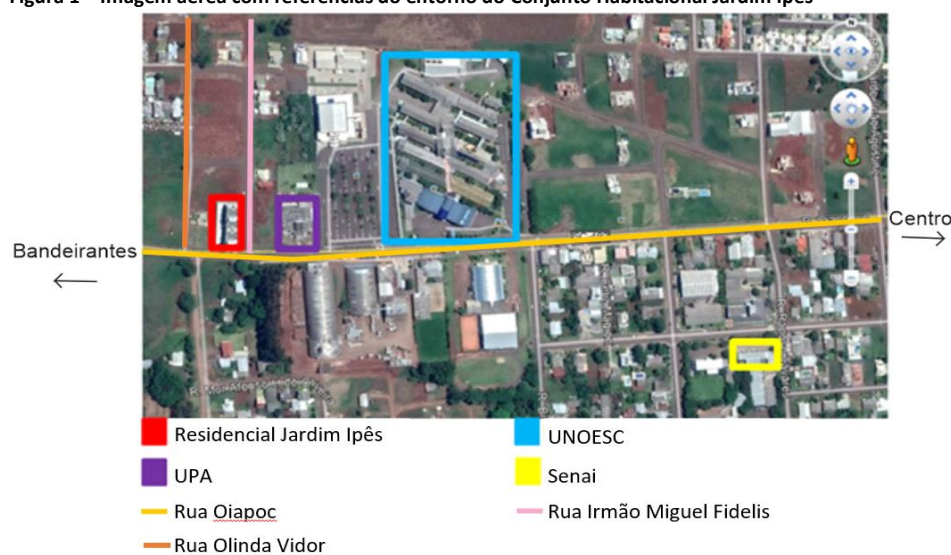 Figura 1 – Imagem aérea com referências do entorno do Conjunto Habitacional Jardim Ipês
N
Bandeirantes
Centro
Residencial Jardim Ipês
UNOESC
UPA
Senai
Rua Oiapoc
Rua Irmão Miguel Fidelis
Rua Olinda Vidor